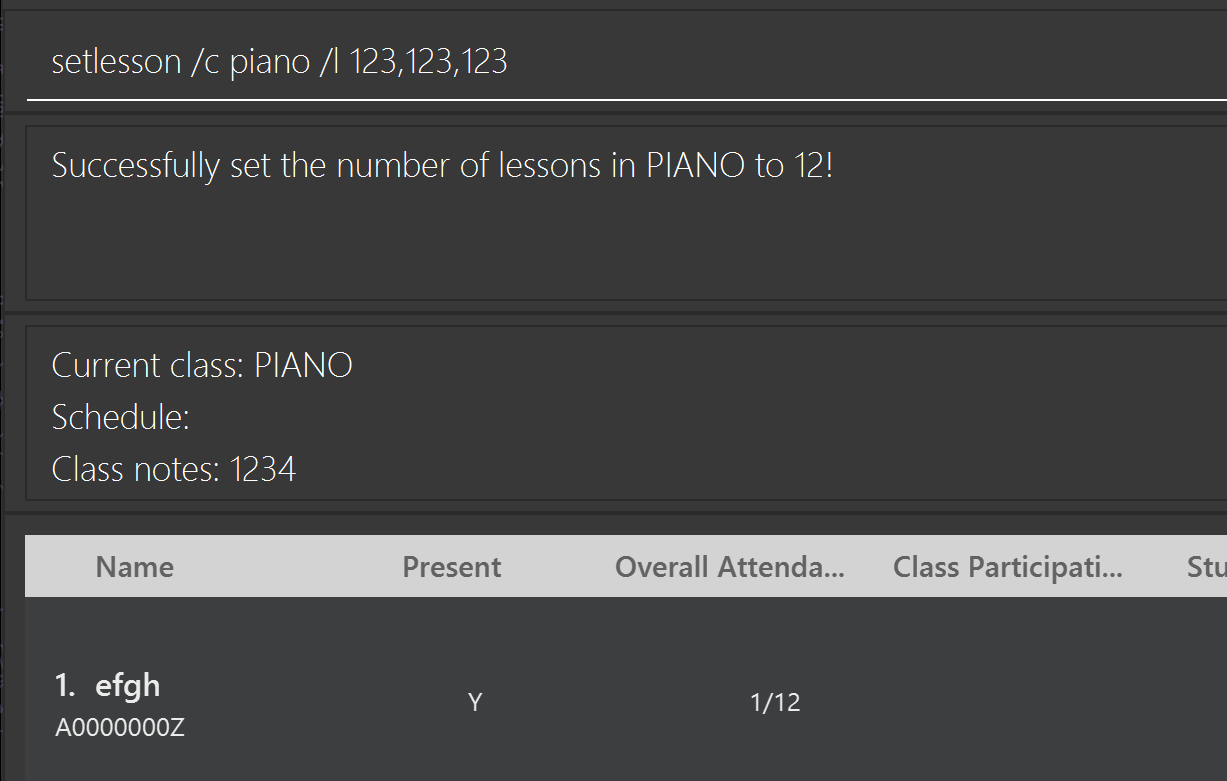 setlesson /c piano /l 123,123,123
Successfully set the number of lessons in PIANO to 12!
Current class: PIANO
Schedule:
Class notes: 1234
Name Present Overall Attenda... Class Participati... Stu
1. efgh
A0000000Z
Y 1/12